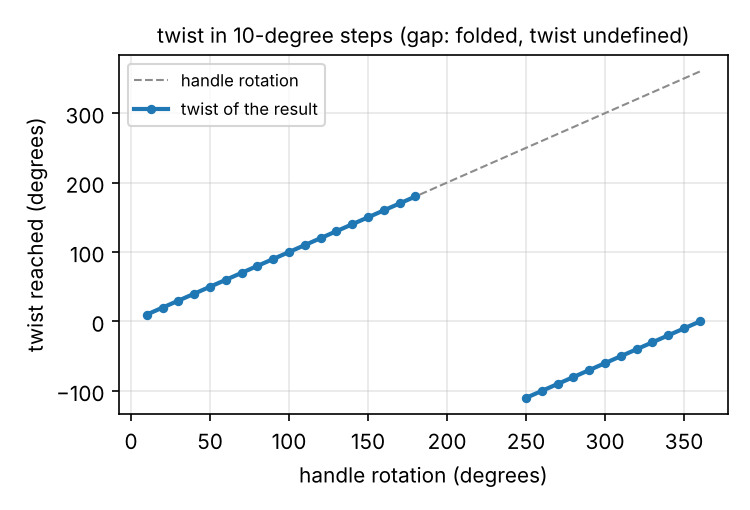 twist in 10-degree steps (gap: folded, twist undefined)
handle rotation
twist of the result
twist reached (degrees)
300
200
100
0
−100
0 50 100 150 200 250 300 350
handle rotation (degrees)